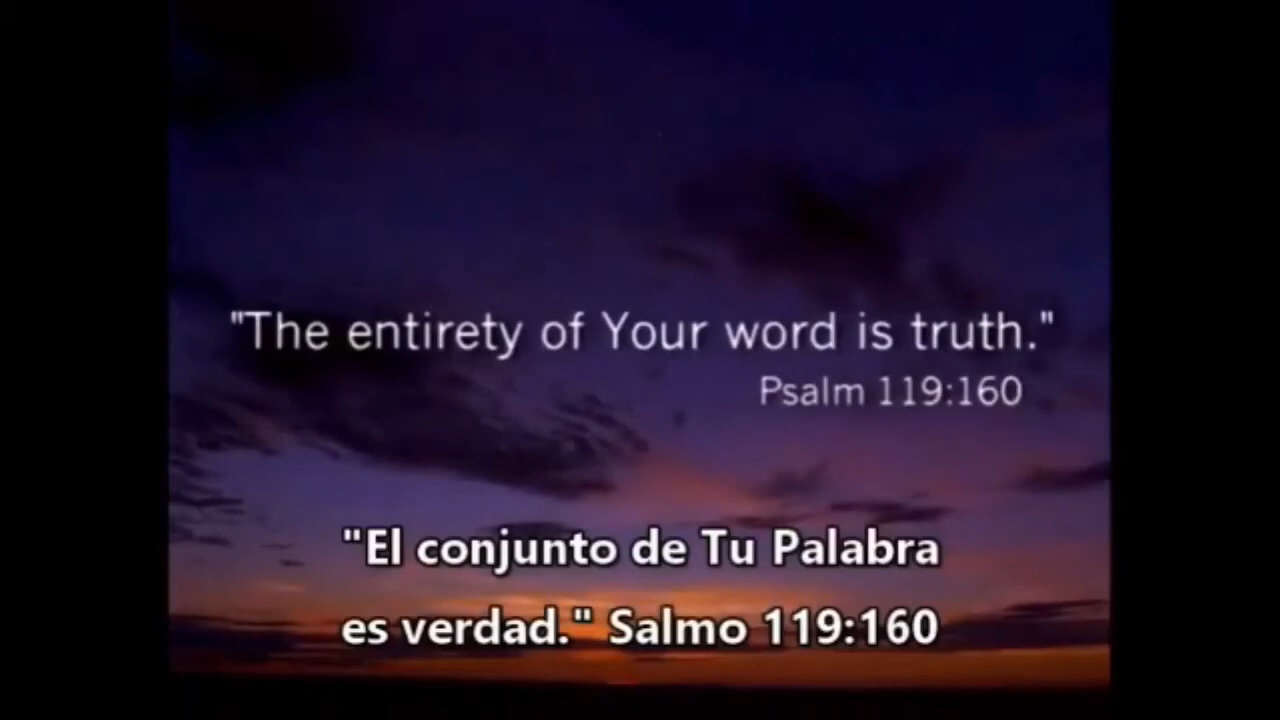 "The entirety of Your word is truth."
Psalm 119:160
"El conjunto de Tu Palabra
es verdad." Salmo 119:160